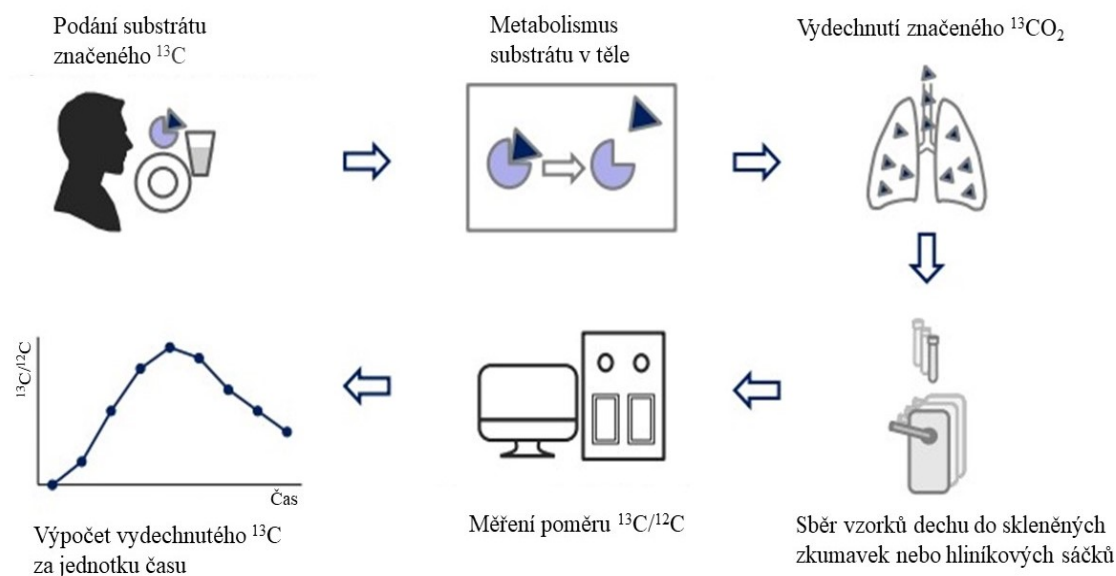 Podání substrátu
značeného ¹³C
Metabolismus
substrátu v těle
Vydechnutí značeného ¹³CO₂
Sběr vzorků dechu do skleněných
zkumavek nebo hliníkových sáčků
Měření poměru ¹³C/¹²C
¹³C/¹²C
Čas
Výpočet vydechnutého ¹³C
za jednotku času